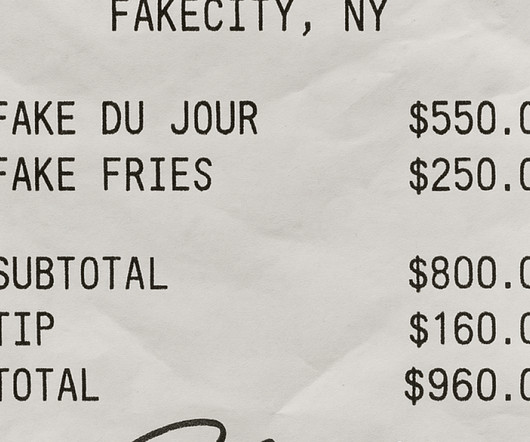 FAKECITY, NY
FAKE DU JOUR $550.0
FAKE FRIES $250.0
SUBTOTAL $800.0
TIP $160.0
TOTAL $960.0